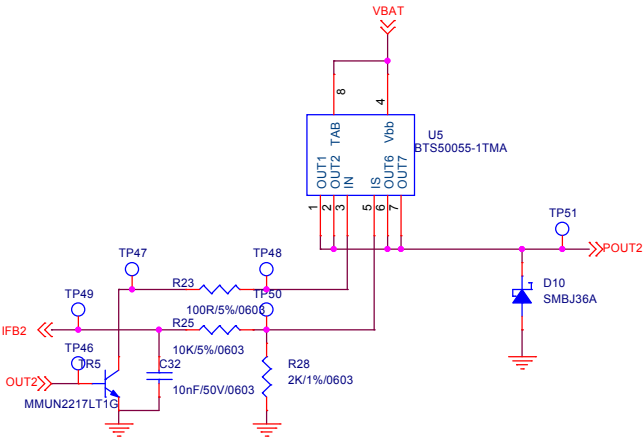 VBAT
8
4
TAB
Vbb
U5
BTS50055-1TMA
OUT1
OUT2
IN
IS
OUT6
OUT7
1
2
3
5
6
7
TP51
POUT2
TP47
TP48
R23
100R/5%/0603
D10
SMBJ36A
TP49
TP50
IFB2
R25
10K/5%/0603
TP46
TR5
C32
R28
2K/1%/0603
OUT2
10nF/50V/0603
MMUN2217LT1G